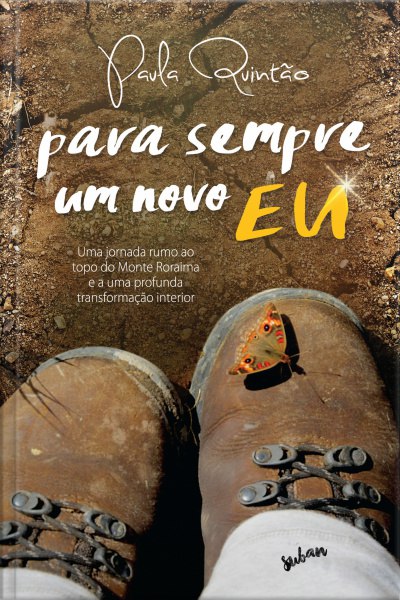 Paula Quintão
para sempre
um novo EU
Uma jornada rumo ao
topo do Monte Roraima
e a uma profunda
transformação interior
suban